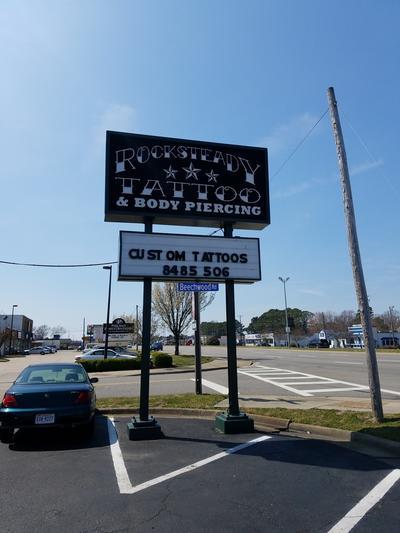 ROCKSTEADY
TATTOO
& BODY PIERCING
CUSTOM TATTOOS
8485 506
Beechwood